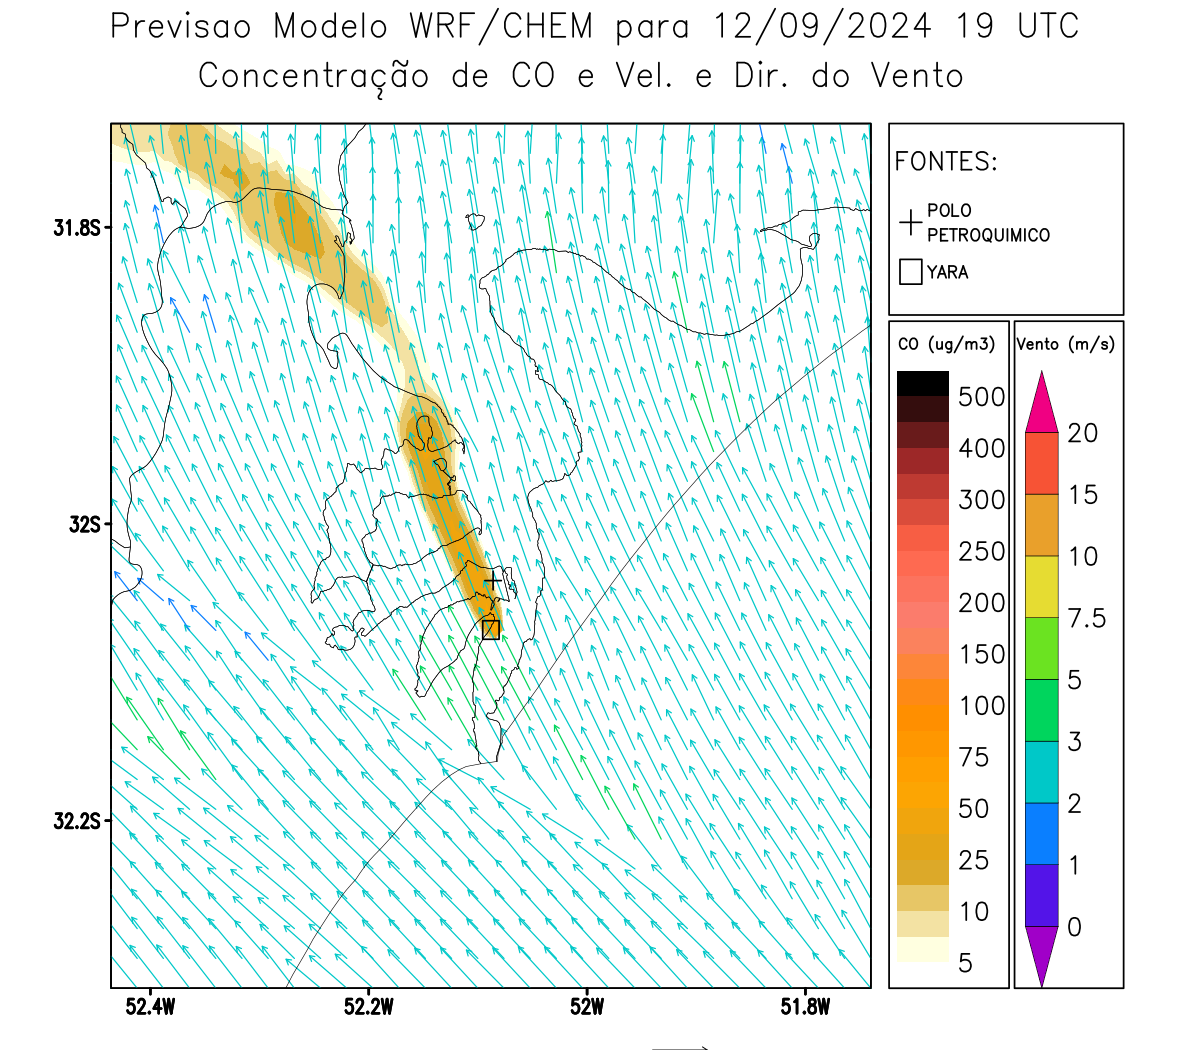 Previsao Modelo WRF/CHEM para 12/09/2024 19 UTC
Concentração de CO e Vel. e Dir. do Vento
FONTES:
POLO
PETROQUIMICO
YARA
CO (ug/m3)
500
400
300
250
200
150
100
75
50
25
10
5
Vento (m/s)
20
15
10
7.5
5
3
2
1
0
31.8S
32S
32.2S
52.4W
52.2W
52W
51.8W